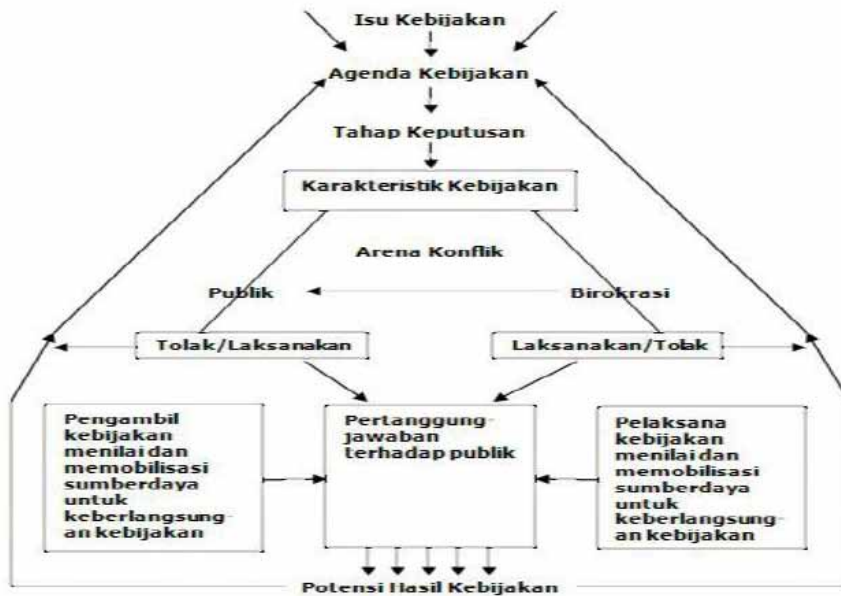 Isu Kebijakan
Agenda Kebijakan
Tahap Keputusan
Karakteristik Kebijakan
Arena Konflik
Publik
Birokrasi
Tolak/Laksanakan
Laksanakan/Tolak
Pengambil
kebijakan
menilai dan
memobilisasi
sumberdaya
untuk
keberlangsung-
an kebijakan
Pertanggung-
jawaban
terhadap publik
Pelaksana
kebijakan
menilai dan
memobilisasi
sumberdaya
untuk
keberlangsung-
an kebijakan
Potensi Hasil Kebijakan